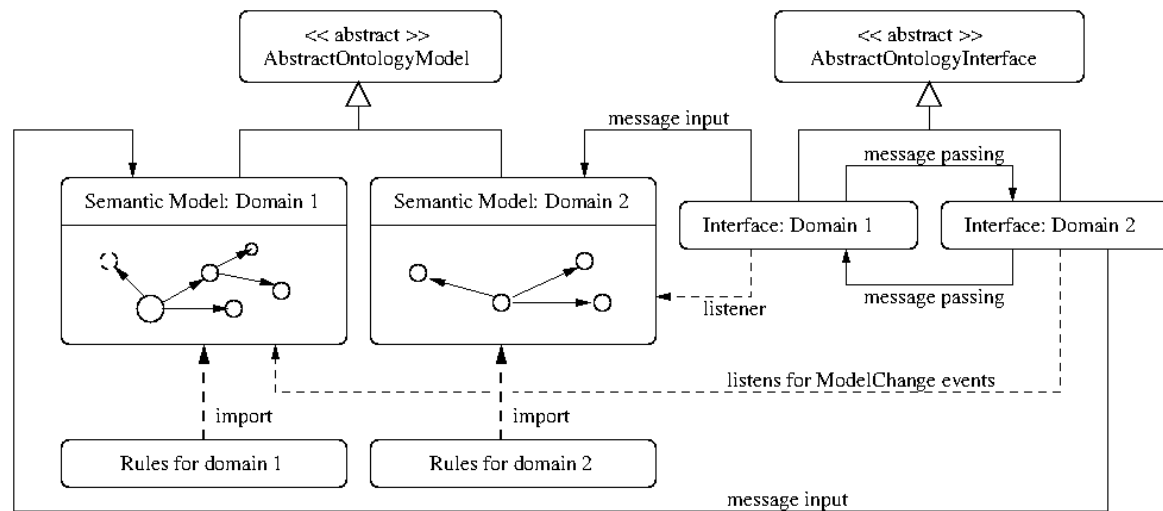 << abstract >>
AbstractOntologyModel
<< abstract >>
AbstractOntologyInterface
message input
message passing
Semantic Model: Domain 1
Semantic Model: Domain 2
Interface: Domain 1
Interface: Domain 2
message passing
listener
listens for ModelChange events
import
import
Rules for domain 1
Rules for domain 2
message input